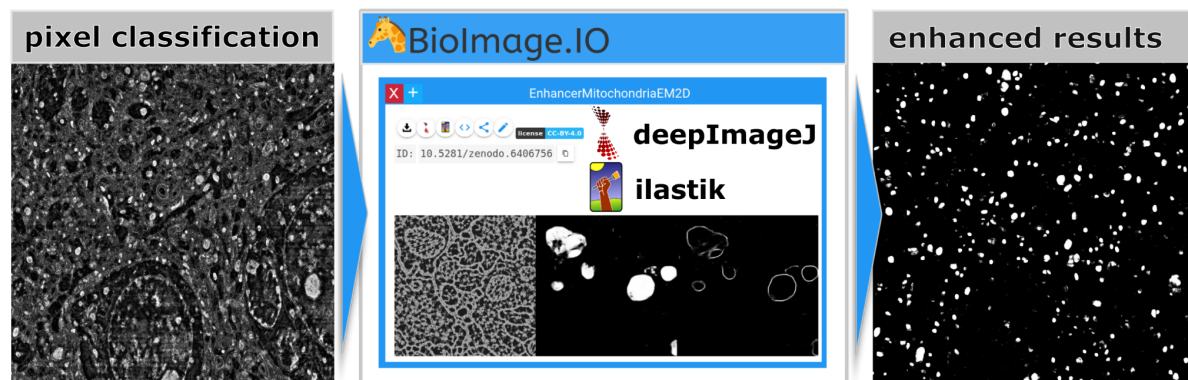 pixel classification
BioImage.IO
enhanced results
X + EnhancerMitochondriaEM2D
license CC-BY-4.0
ID: 10.5281/zenodo.6406756
deepImageJ
ilastik